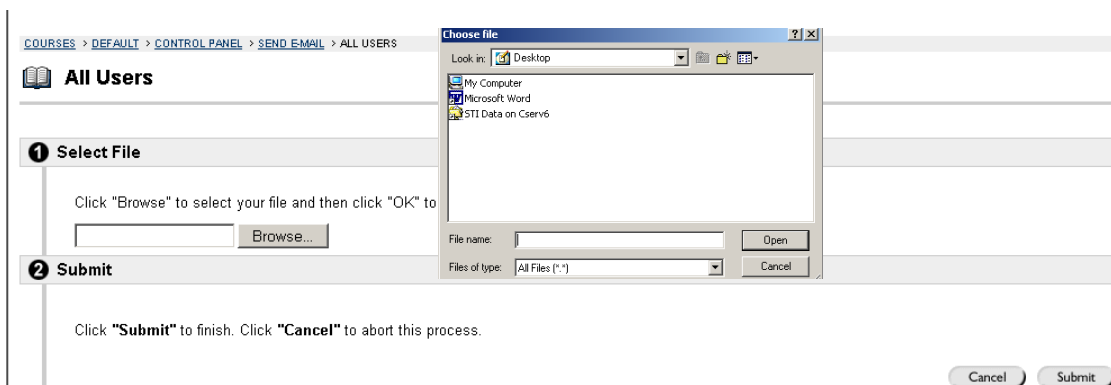 COURSES > DEFAULT > CONTROL PANEL > SEND E-MAIL > ALL USERS
All Users
1 Select File
Click "Browse" to select your file and then click "OK" to
Browse...
2 Submit
Click "Submit" to finish. Click "Cancel" to abort this process.
Cancel
Submit
Choose file
Look in: Desktop
My Computer
Microsoft Word
STI Data on Cserv6
File name:
Open
Files of type: All Files (*.*)
Cancel